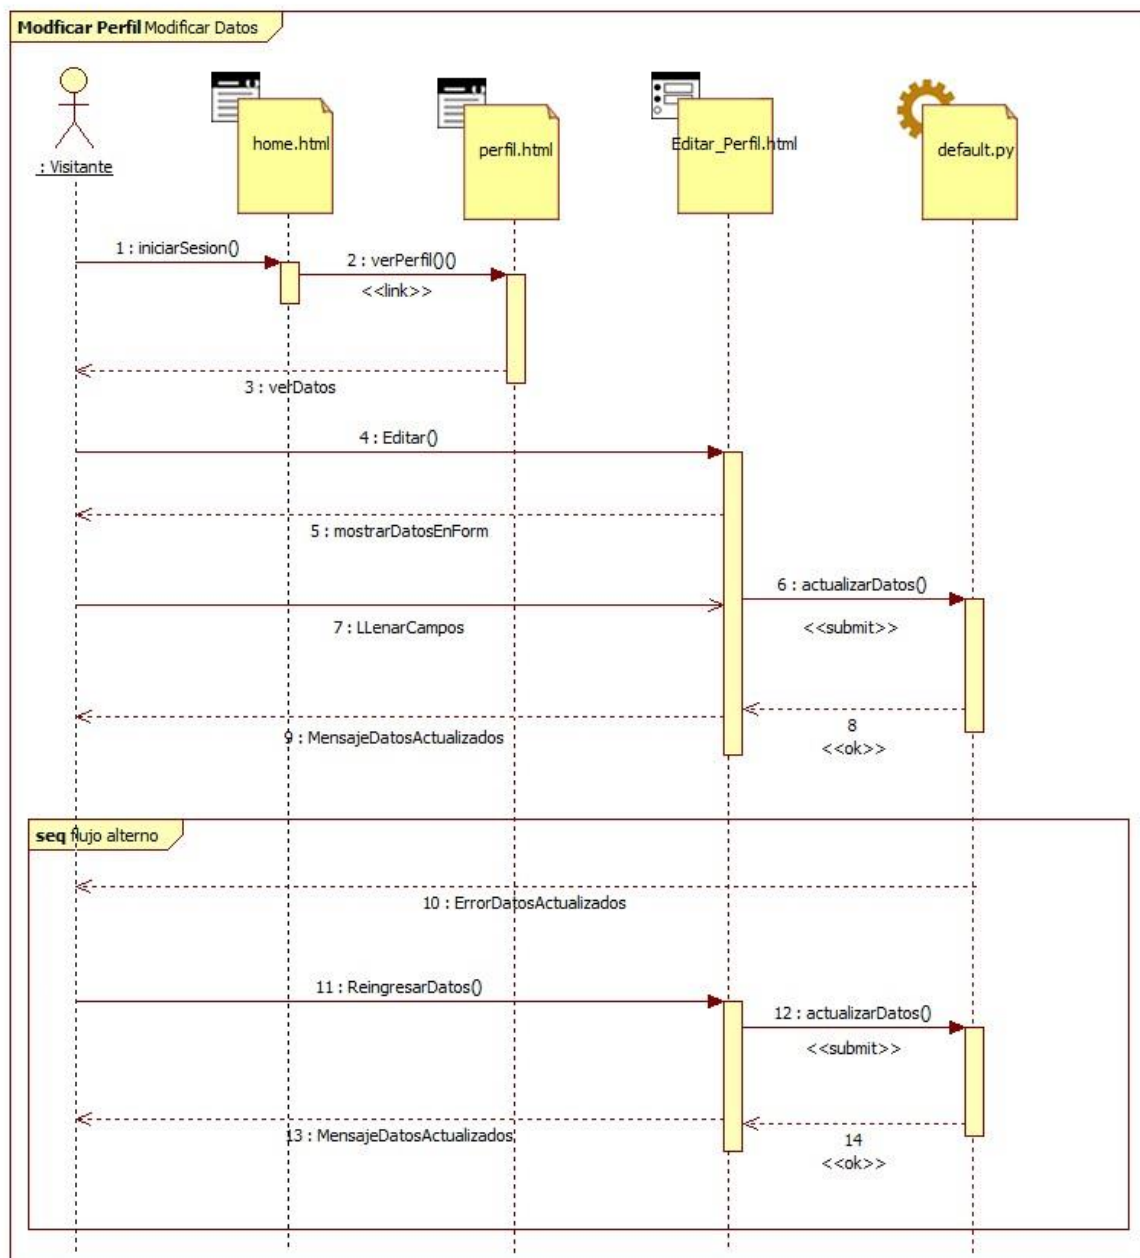 Modficar Perfil Modificar Datos
: Visitante
home.html
perfil.html
Editar_Perfil.html
default.py
1 : iniciarSesion()
2 : verPerfil()()
<<link>>
3 : verDatos
4 : Editar()
5 : mostrarDatosEnForm
6 : actualizarDatos()
<<submit>>
7 : LLenarCampos
8
<<ok>>
9 : MensajeDatosActualizados
seq flujo alterno
10 : ErrorDatosActualizados
11 : ReingresarDatos()
12 : actualizarDatos()
<<submit>>
13 : MensajeDatosActualizados
14
<<ok>>